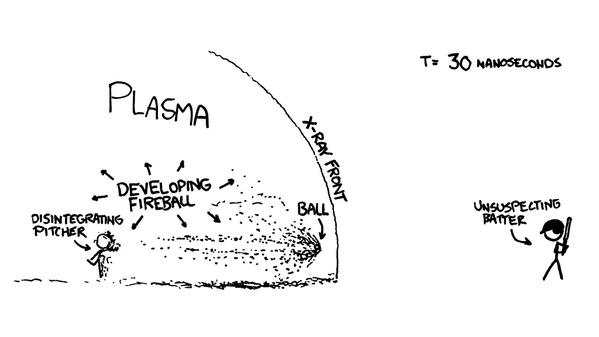 T= 30 NANOSECONDS
PLASMA
X-RAY FRONT
DEVELOPING
FIREBALL
BALL
DISINTEGRATING
PITCHER
UNSUSPECTING
BATTER